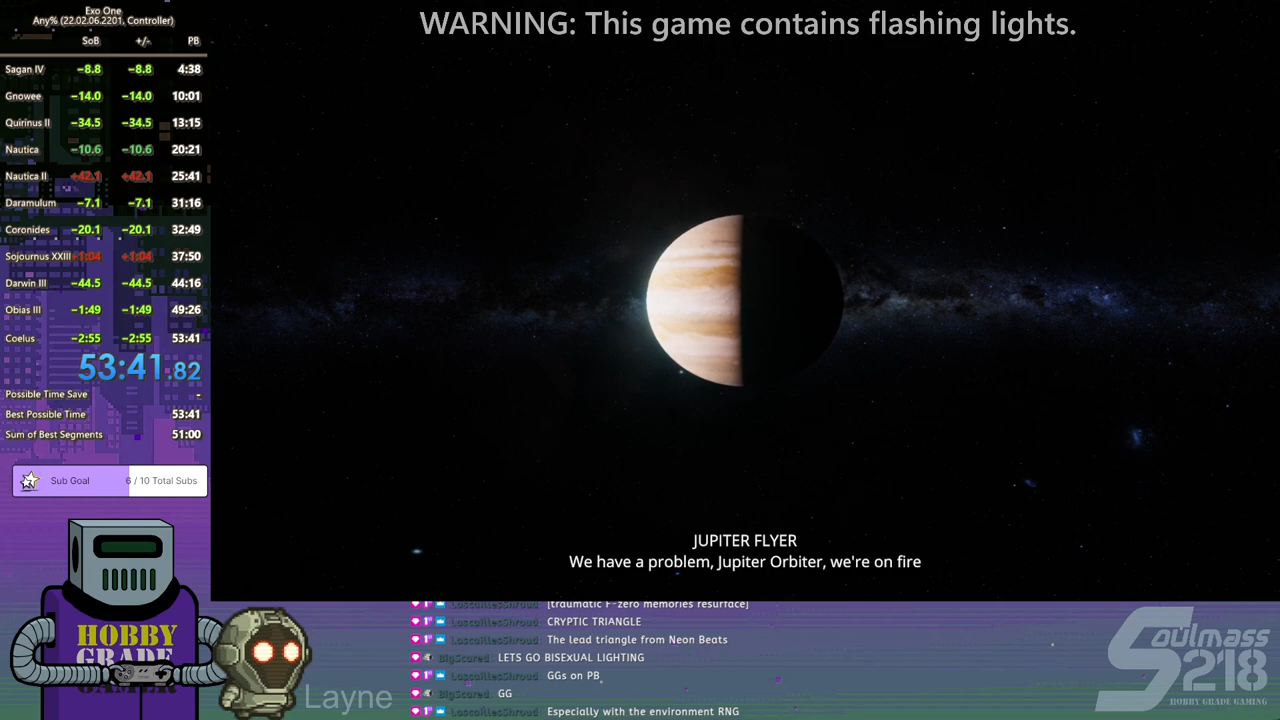 Exo One
Any% (22.02.06.2201, Controller)
SoB +/- PB
Sagan IV -8.8 -8.8 4:38
Gnowee -14.0 -14.0 10:01
Quirinus II -34.5 -34.5 13:15
Nautica -10.6 -10.6 20:21
Nautica II +42.1 +42.1 25:41
Daramulum -7.1 -7.1 31:16
Coronides -20.1 -20.1 32:49
Sojournus XXIII +1:04 +1:04 37:50
Darwin III -44.5 -44.5 44:16
Obias III -1:49 -1:49 49:26
Coelus -2:55 -2:55 53:41
53:41.82
Possible Time Save -
Best Possible Time 53:41
Sum of Best Segments 51:00
Sub Goal 6 / 10 Total Subs
WARNING: This game contains flashing lights.
JUPITER FLYER
We have a problem, Jupiter Orbiter, we're on fire
LascaillesShroud [traumatic F-zero memories resurface]
LascaillesShroud CRYPTIC TRIANGLE
LascaillesShroud The lead triangle from Neon Beats
BigScared LETS GO BISEXUAL LIGHTING
LascaillesShroud GGs on PB
BigScared GG
LascaillesShroud Especially with the environment RNG
HOBBY
GRADE
GAMER
Layne
Soulmass
218
HOBBY GRADE GAMING